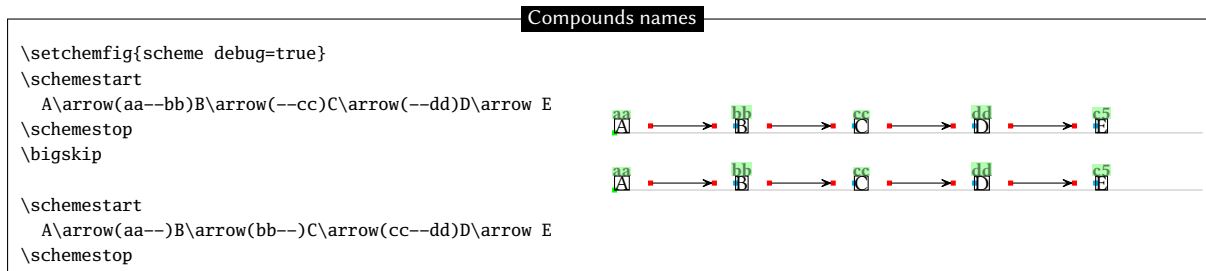 Compounds names
\setchemfig{scheme debug=true}
\schemestart
A\arrow(aa--bb)B\arrow(--cc)C\arrow(--dd)D\arrow E
\schemestop
\bigskip
\schemestart
A\arrow(aa--)B\arrow(bb--)C\arrow(cc--dd)D\arrow E
\schemestop
aa bb cc dd c5
A B C D E
aa bb cc dd c5
A B C D E